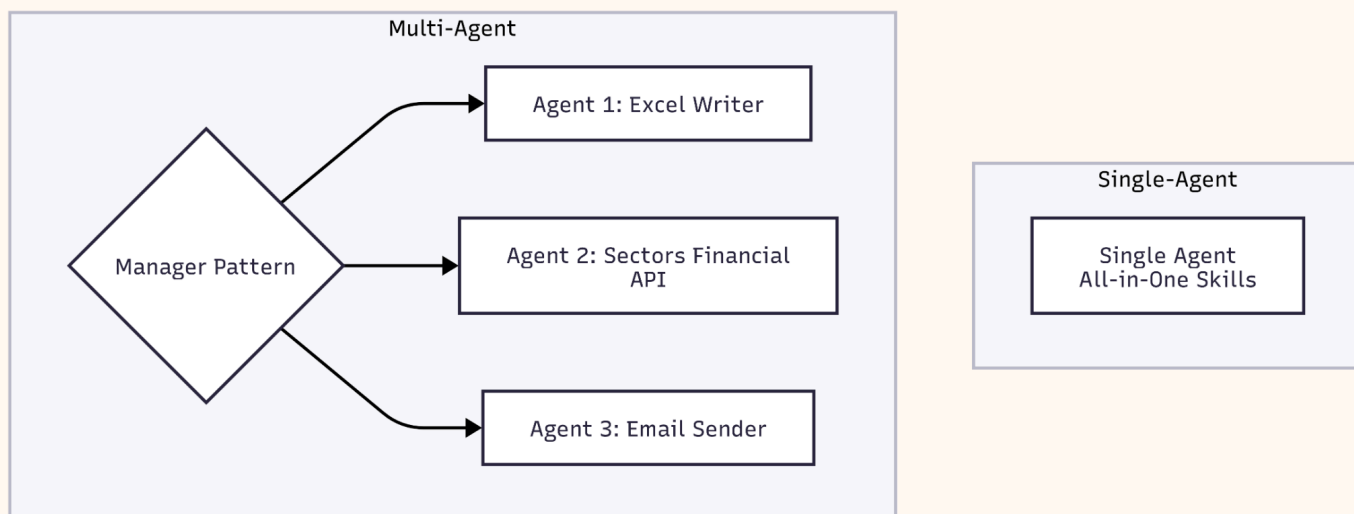 Multi-Agent
Agent 1: Excel Writer
Manager Pattern
Agent 2: Sectors Financial
API
Agent 3: Email Sender
Single-Agent
Single Agent
All-in-One Skills